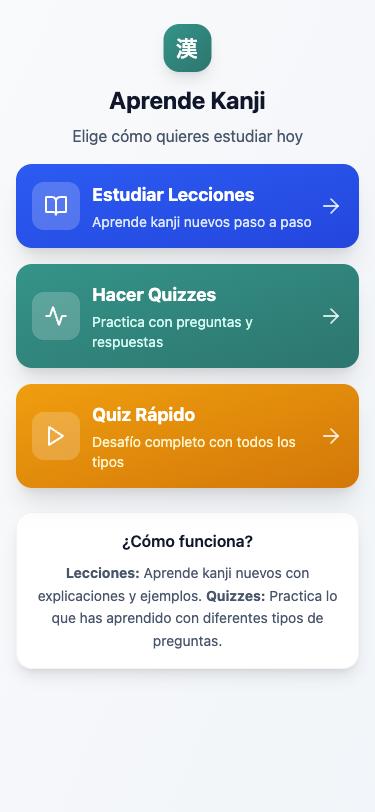 漢
Aprende Kanji
Elige cómo quieres estudiar hoy
Estudiar Lecciones
Aprende kanji nuevos paso a paso
Hacer Quizzes
Practica con preguntas y
respuestas
Quiz Rápido
Desafío completo con todos los
tipos
¿Cómo funciona?
Lecciones: Aprende kanji nuevos con
explicaciones y ejemplos. Quizzes: Practica lo
que has aprendido con diferentes tipos de
preguntas.